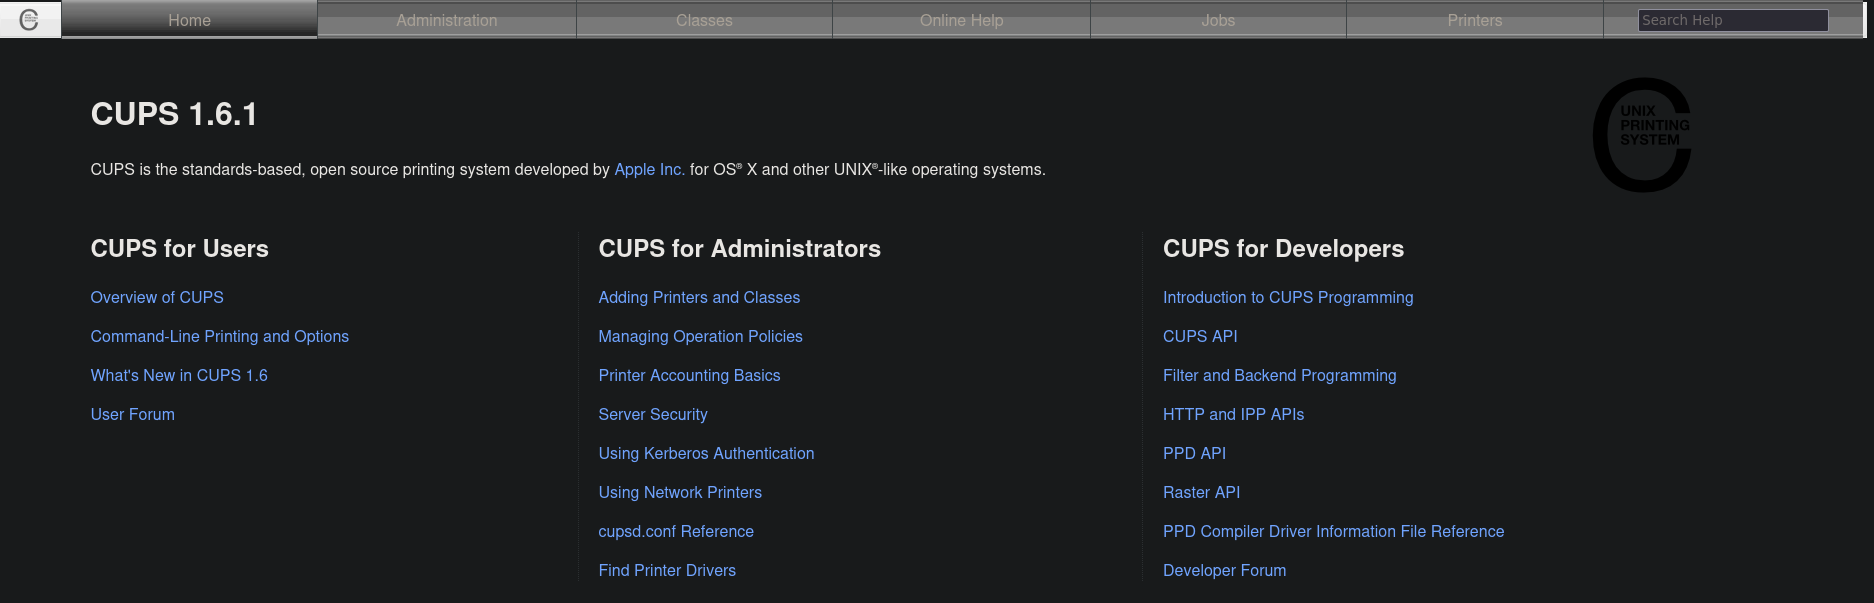 Home
Administration
Classes
Online Help
Jobs
Printers
Search Help
CUPS 1.6.1
UNIX
PRINTING
SYSTEM
CUPS is the standards-based, open source printing system developed by Apple Inc. for OS® X and other UNIX®-like operating systems.
CUPS for Users
Overview of CUPS
Command-Line Printing and Options
What's New in CUPS 1.6
User Forum
CUPS for Administrators
Adding Printers and Classes
Managing Operation Policies
Printer Accounting Basics
Server Security
Using Kerberos Authentication
Using Network Printers
cupsd.conf Reference
Find Printer Drivers
CUPS for Developers
Introduction to CUPS Programming
CUPS API
Filter and Backend Programming
HTTP and IPP APIs
PPD API
Raster API
PPD Compiler Driver Information File Reference
Developer Forum